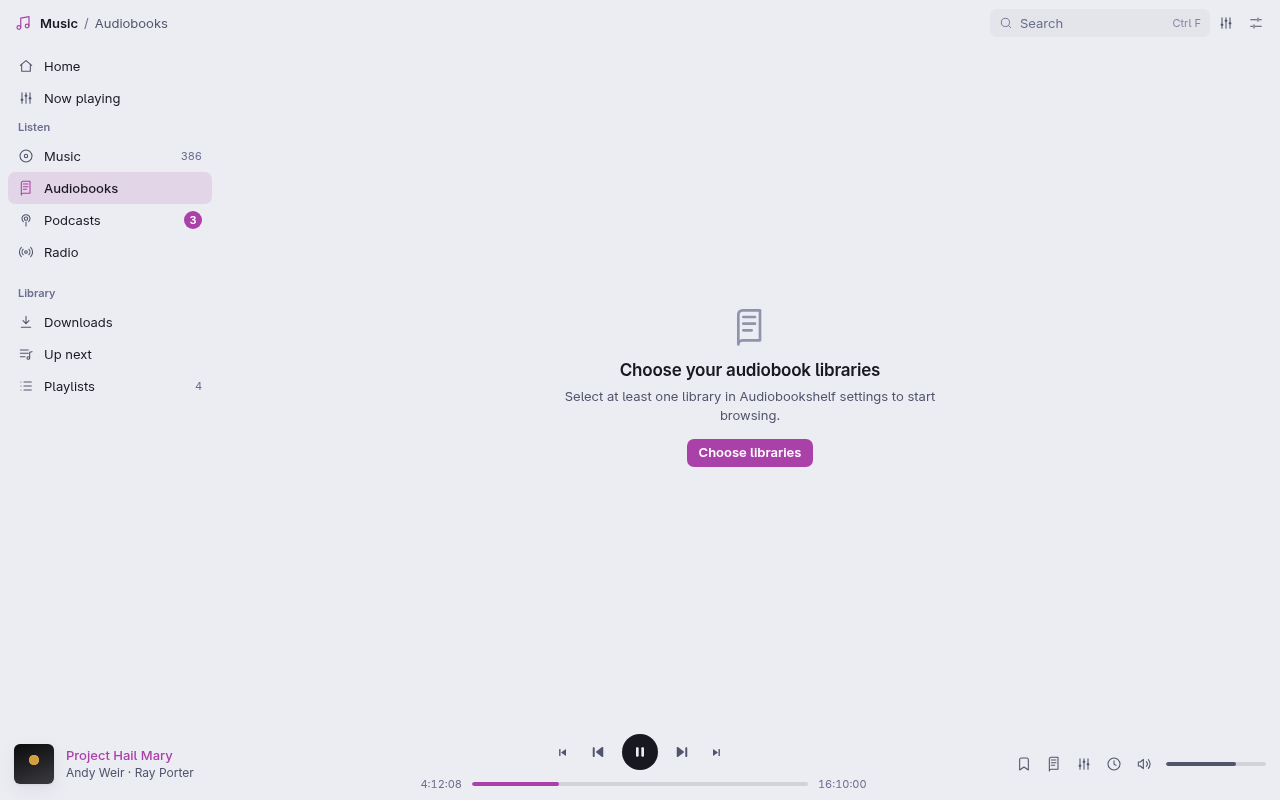 Music / Audiobooks
Search Ctrl F
Home
Now playing
Listen
Music 386
Audiobooks
Podcasts 3
Radio
Library
Downloads
Up next
Playlists 4
Choose your audiobook libraries
Select at least one library in Audiobookshelf settings to start
browsing.
Choose libraries
Project Hail Mary
Andy Weir · Ray Porter
4:12:08 16:10:00